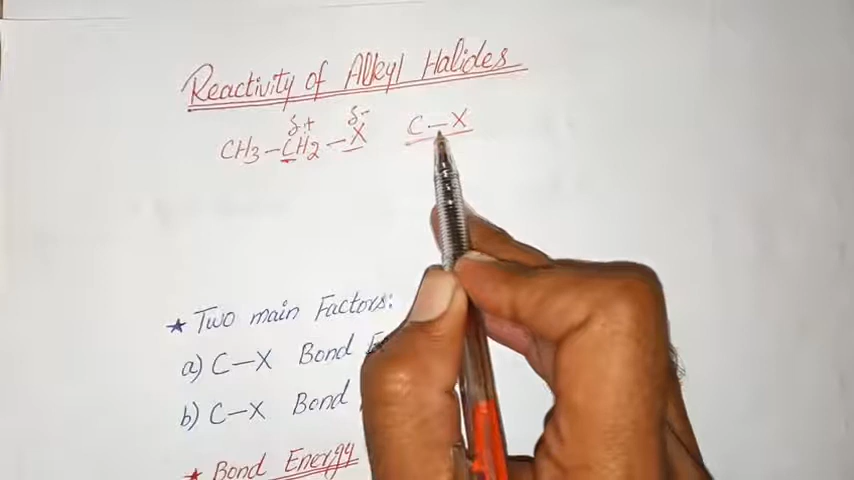 Reactivity of Alkyl Halides
δ+ δ-
CH3-CH2-X C-X
★ Two main Factors:
a) C-X Bond
b) C-X Bond
★ Bond Energy